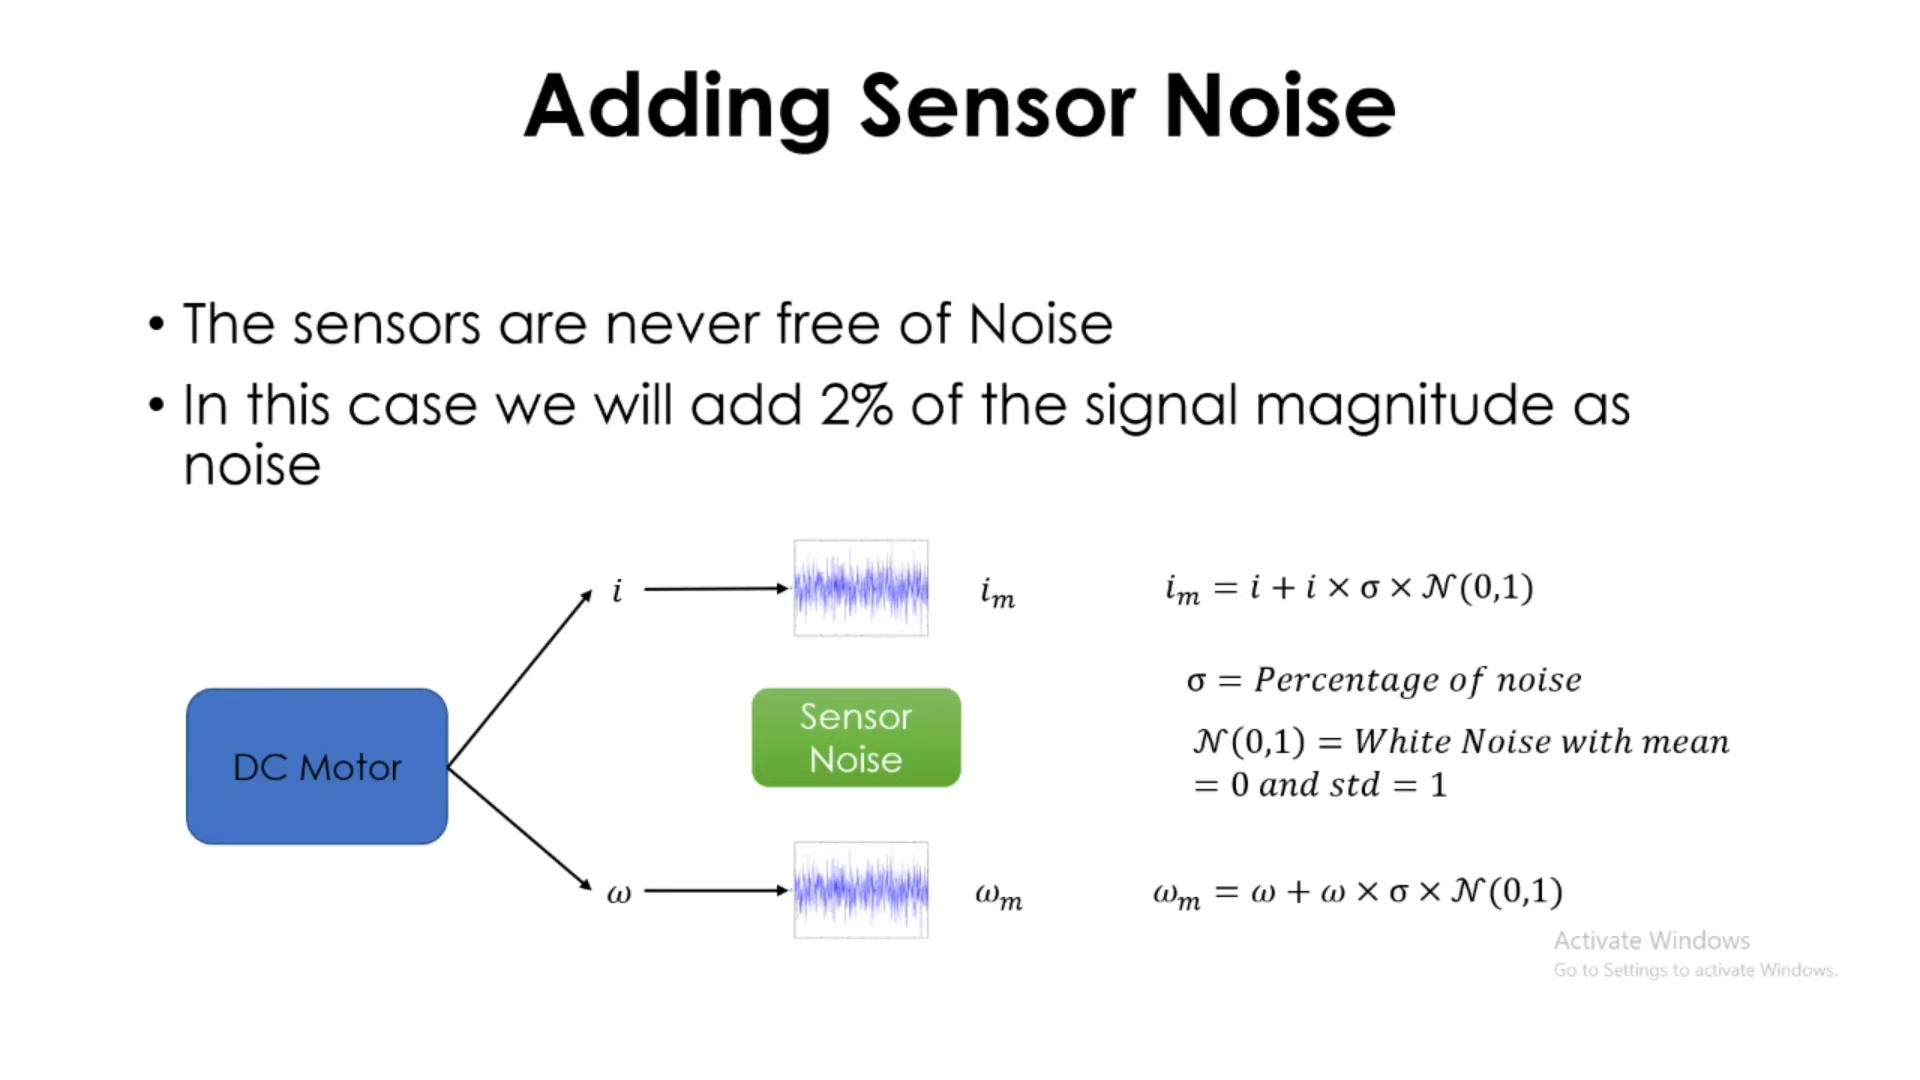 Adding Sensor Noise
• The sensors are never free of Noise
• In this case we will add 2% of the signal magnitude as
noise
i
i_m
i_m = i + i × σ × 𝒩(0,1)
σ = Percentage of noise
Sensor
Noise
𝒩(0,1) = White Noise with mean
= 0 and std = 1
DC Motor
ω
ω_m
ω_m = ω + ω × σ × 𝒩(0,1)
Activate Windows
Go to Settings to activate Windows.